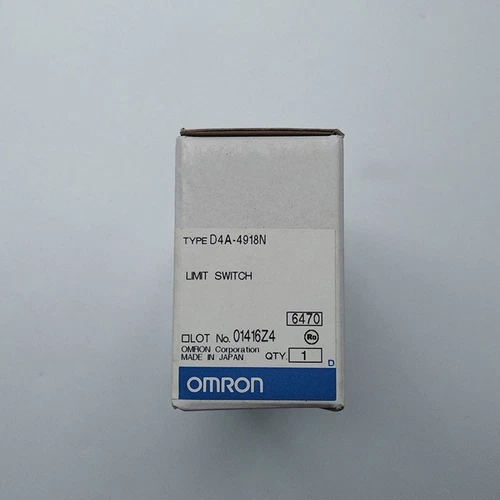 TYPE D4A-4918N
LIMIT SWITCH
6470
LOT No. 01416Z4
OMRON Corporation
MADE IN JAPAN QTY. 1
D
OMRON